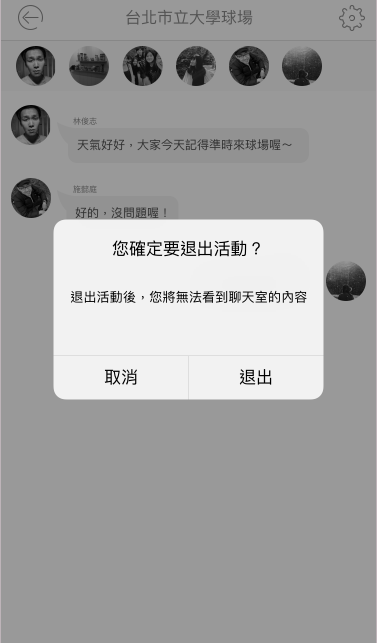 台北市立大學球場
林俊志
天氣好好，大家今天記得準時來球場喔～
施懿庭
好的，沒問題喔！
您確定要退出活動？
退出活動後，您將無法看到聊天室的內容
取消
退出